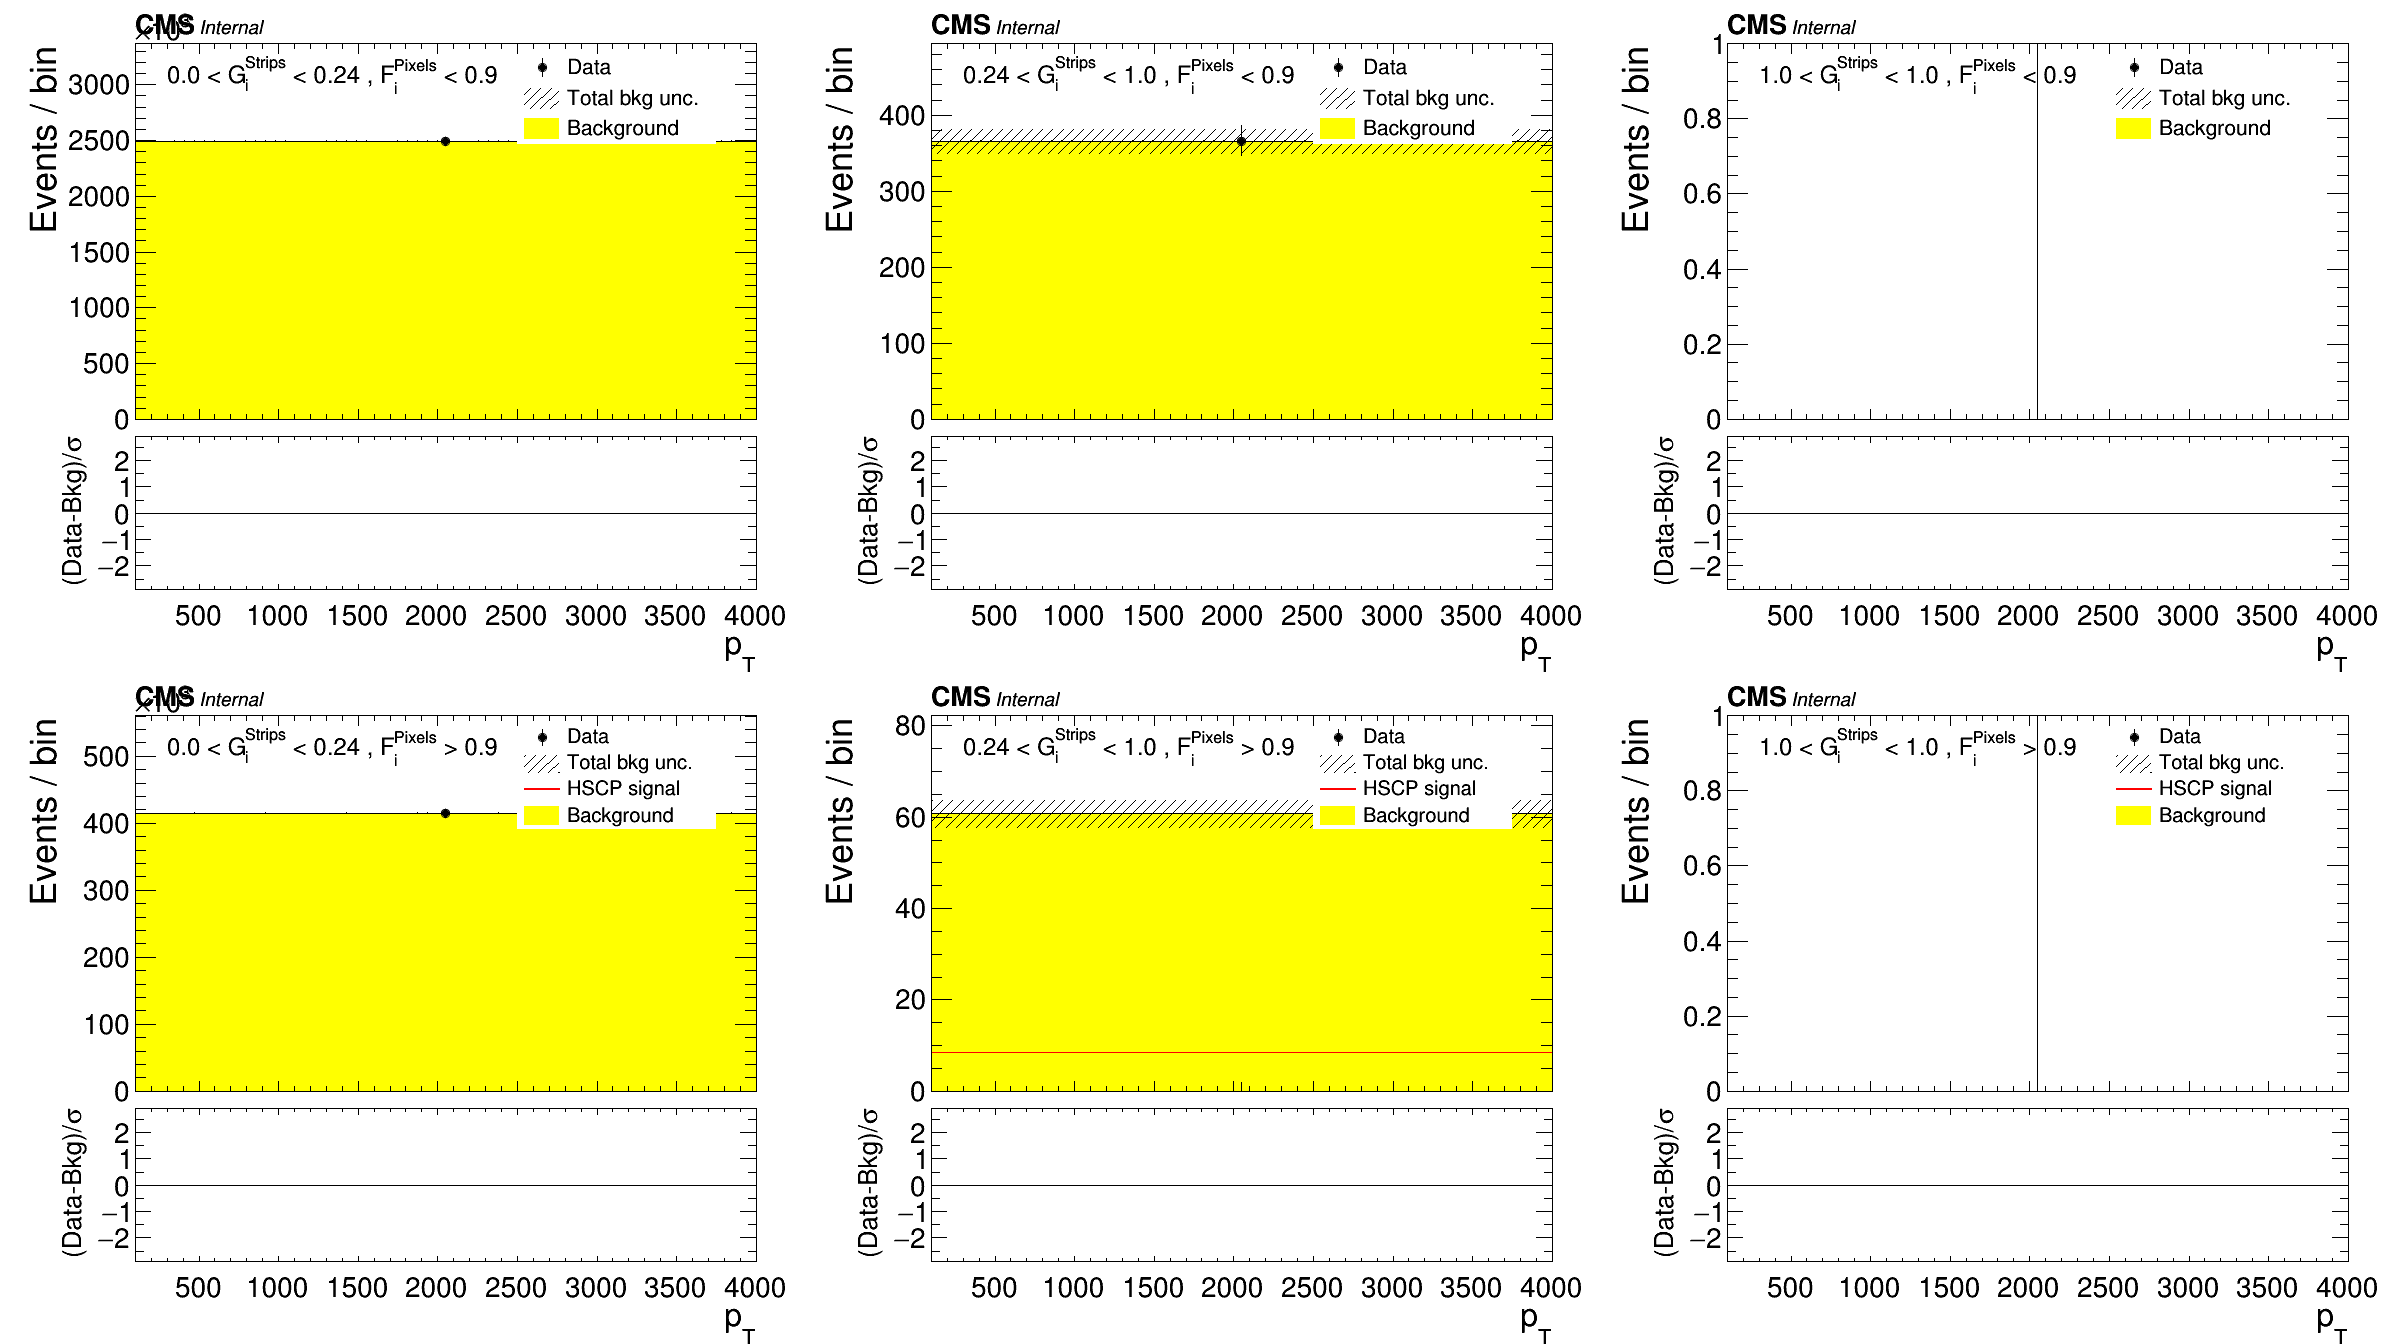 CMS Internal
Events / bin
0.0 < G_i^Strips < 0.24 , F_i^Pixels < 0.9
Data
Total bkg unc.
Background
3000
2500
2000
1500
1000
500
0
(Data-Bkg)/σ
2
1
0
−1
−2
500 1000 1500 2000 2500 3000 3500 4000
p_T
CMS Internal
Events / bin
0.24 < G_i^Strips < 1.0 , F_i^Pixels < 0.9
Data
Total bkg unc.
Background
400
300
200
100
0
(Data-Bkg)/σ
2
1
0
−1
−2
500 1000 1500 2000 2500 3000 3500 4000
p_T
CMS Internal
Events / bin
1.0 < G_i^Strips < 1.0 , F_i^Pixels < 0.9
Data
Total bkg unc.
Background
1
0.8
0.6
0.4
0.2
0
(Data-Bkg)/σ
2
1
0
−1
−2
500 1000 1500 2000 2500 3000 3500 4000
p_T
CMS Internal
Events / bin
0.0 < G_i^Strips < 0.24 , F_i^Pixels > 0.9
Data
Total bkg unc.
HSCP signal
Background
500
400
300
200
100
0
(Data-Bkg)/σ
2
1
0
−1
−2
500 1000 1500 2000 2500 3000 3500 4000
p_T
CMS Internal
Events / bin
0.24 < G_i^Strips < 1.0 , F_i^Pixels > 0.9
Data
Total bkg unc.
HSCP signal
Background
80
60
40
20
0
(Data-Bkg)/σ
2
1
0
−1
−2
500 1000 1500 2000 2500 3000 3500 4000
p_T
CMS Internal
Events / bin
1.0 < G_i^Strips < 1.0 , F_i^Pixels > 0.9
Data
Total bkg unc.
HSCP signal
Background
1
0.8
0.6
0.4
0.2
0
(Data-Bkg)/σ
2
1
0
−1
−2
500 1000 1500 2000 2500 3000 3500 4000
p_T